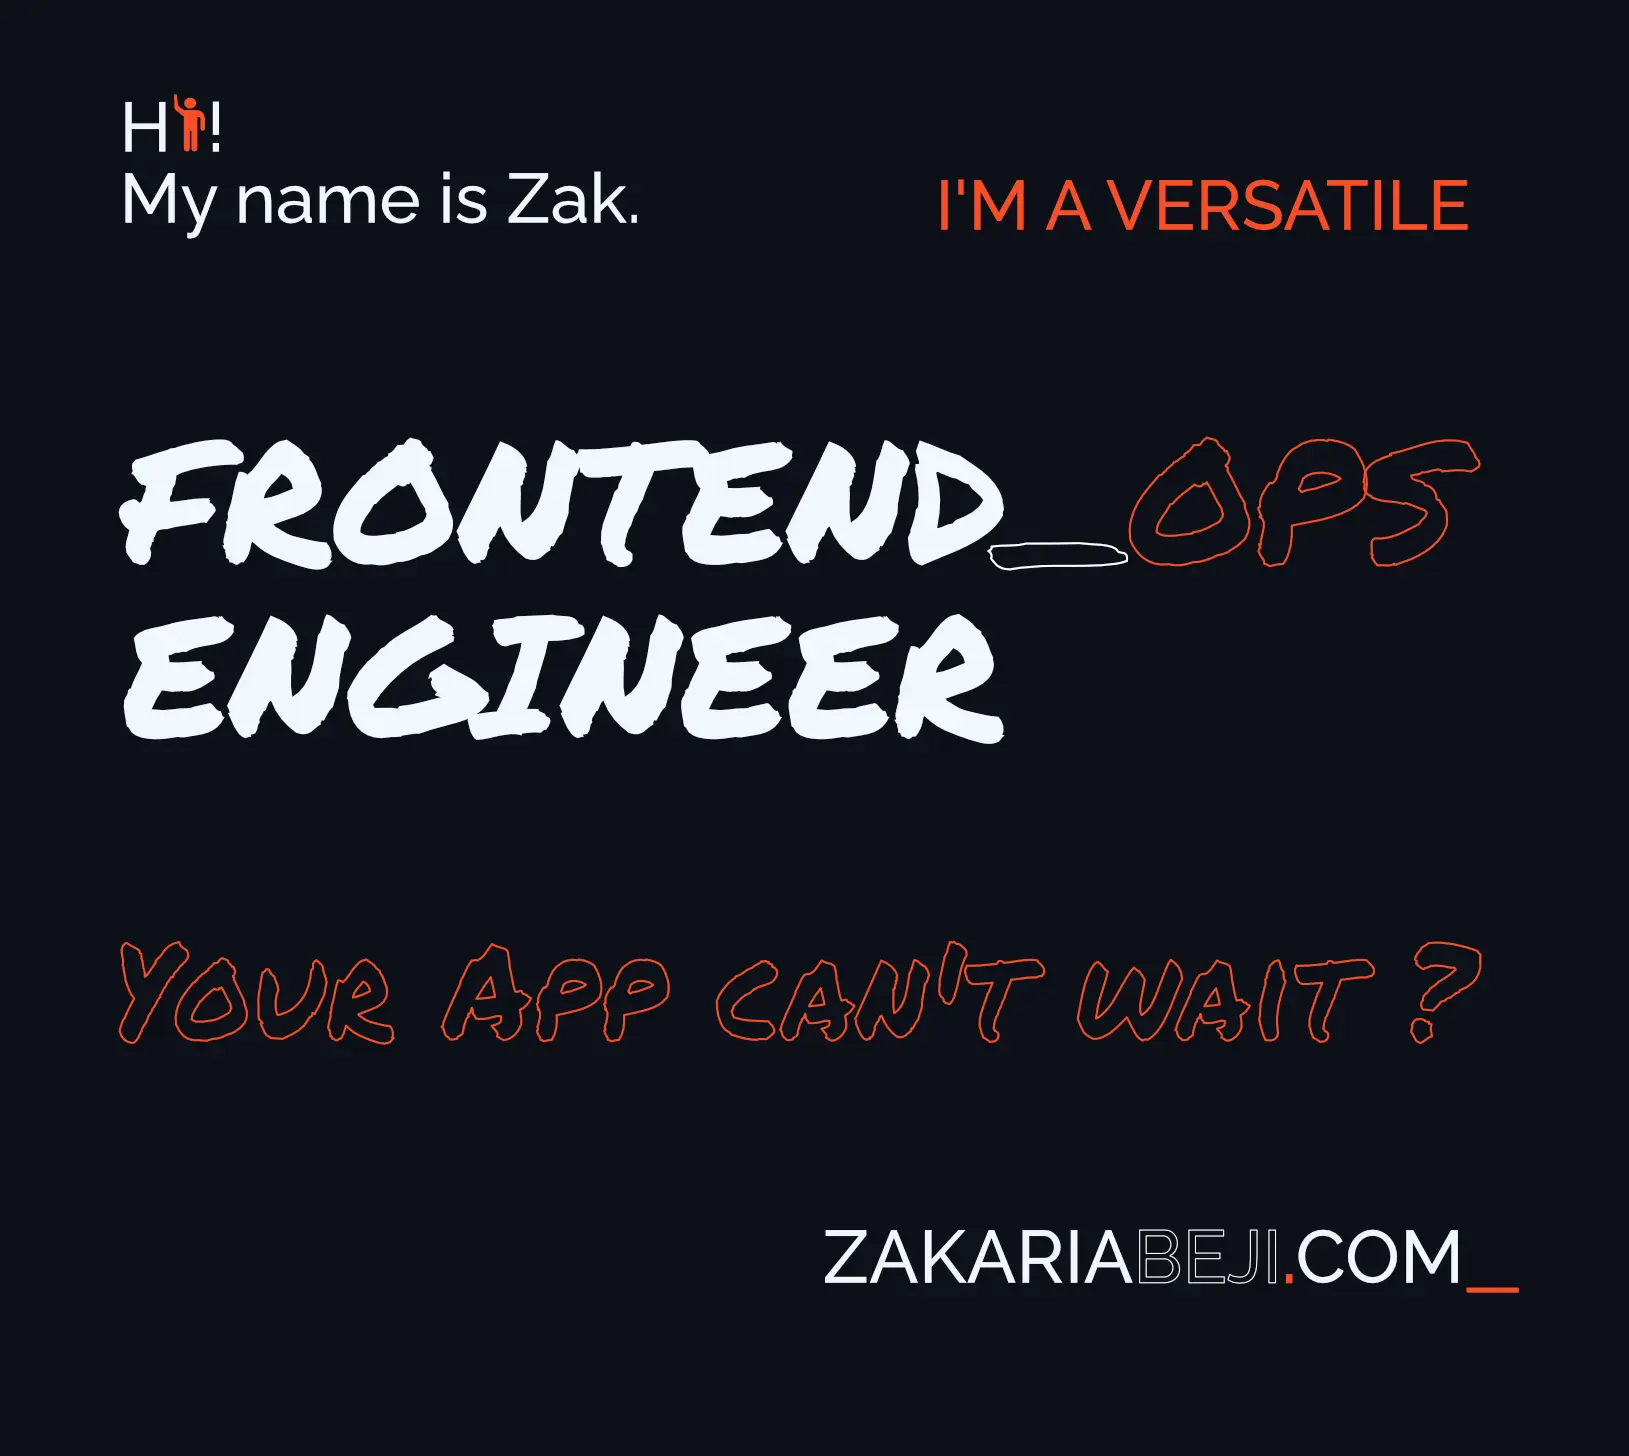 Hi!
My name is Zak.
I'M A VERSATILE
FRONTEND_OPS
ENGINEER
YOUR APP CAN'T WAIT ?
ZAKARIABEJI.COM_